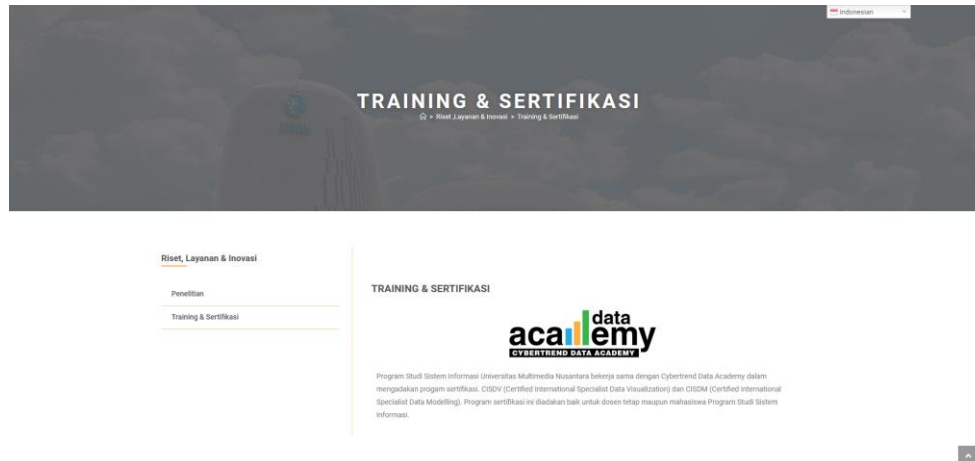 Indonesian
TRAINING & SERTIFIKASI
> Riset ,Layanan & Inovasi > Training & Sertifikasi
Riset, Layanan & Inovasi
Penelitian
Training & Sertifikasi
TRAINING & SERTIFIKASI
data
academy
CYBERTREND DATA ACADEMY
Program Studi Sistem Informasi Universitas Multimedia Nusantara bekerja sama dengan Cybertrend Data Academy dalam
mengadakan progam sertifikasi. CISDV (Certified International Specialist Data Visualization) dan CISDM (Certified International
Specialist Data Modelling). Program sertifikasi ini diadakan baik untuk dosen tetap maupun mahasiswa Program Studi Sistem
Informasi.